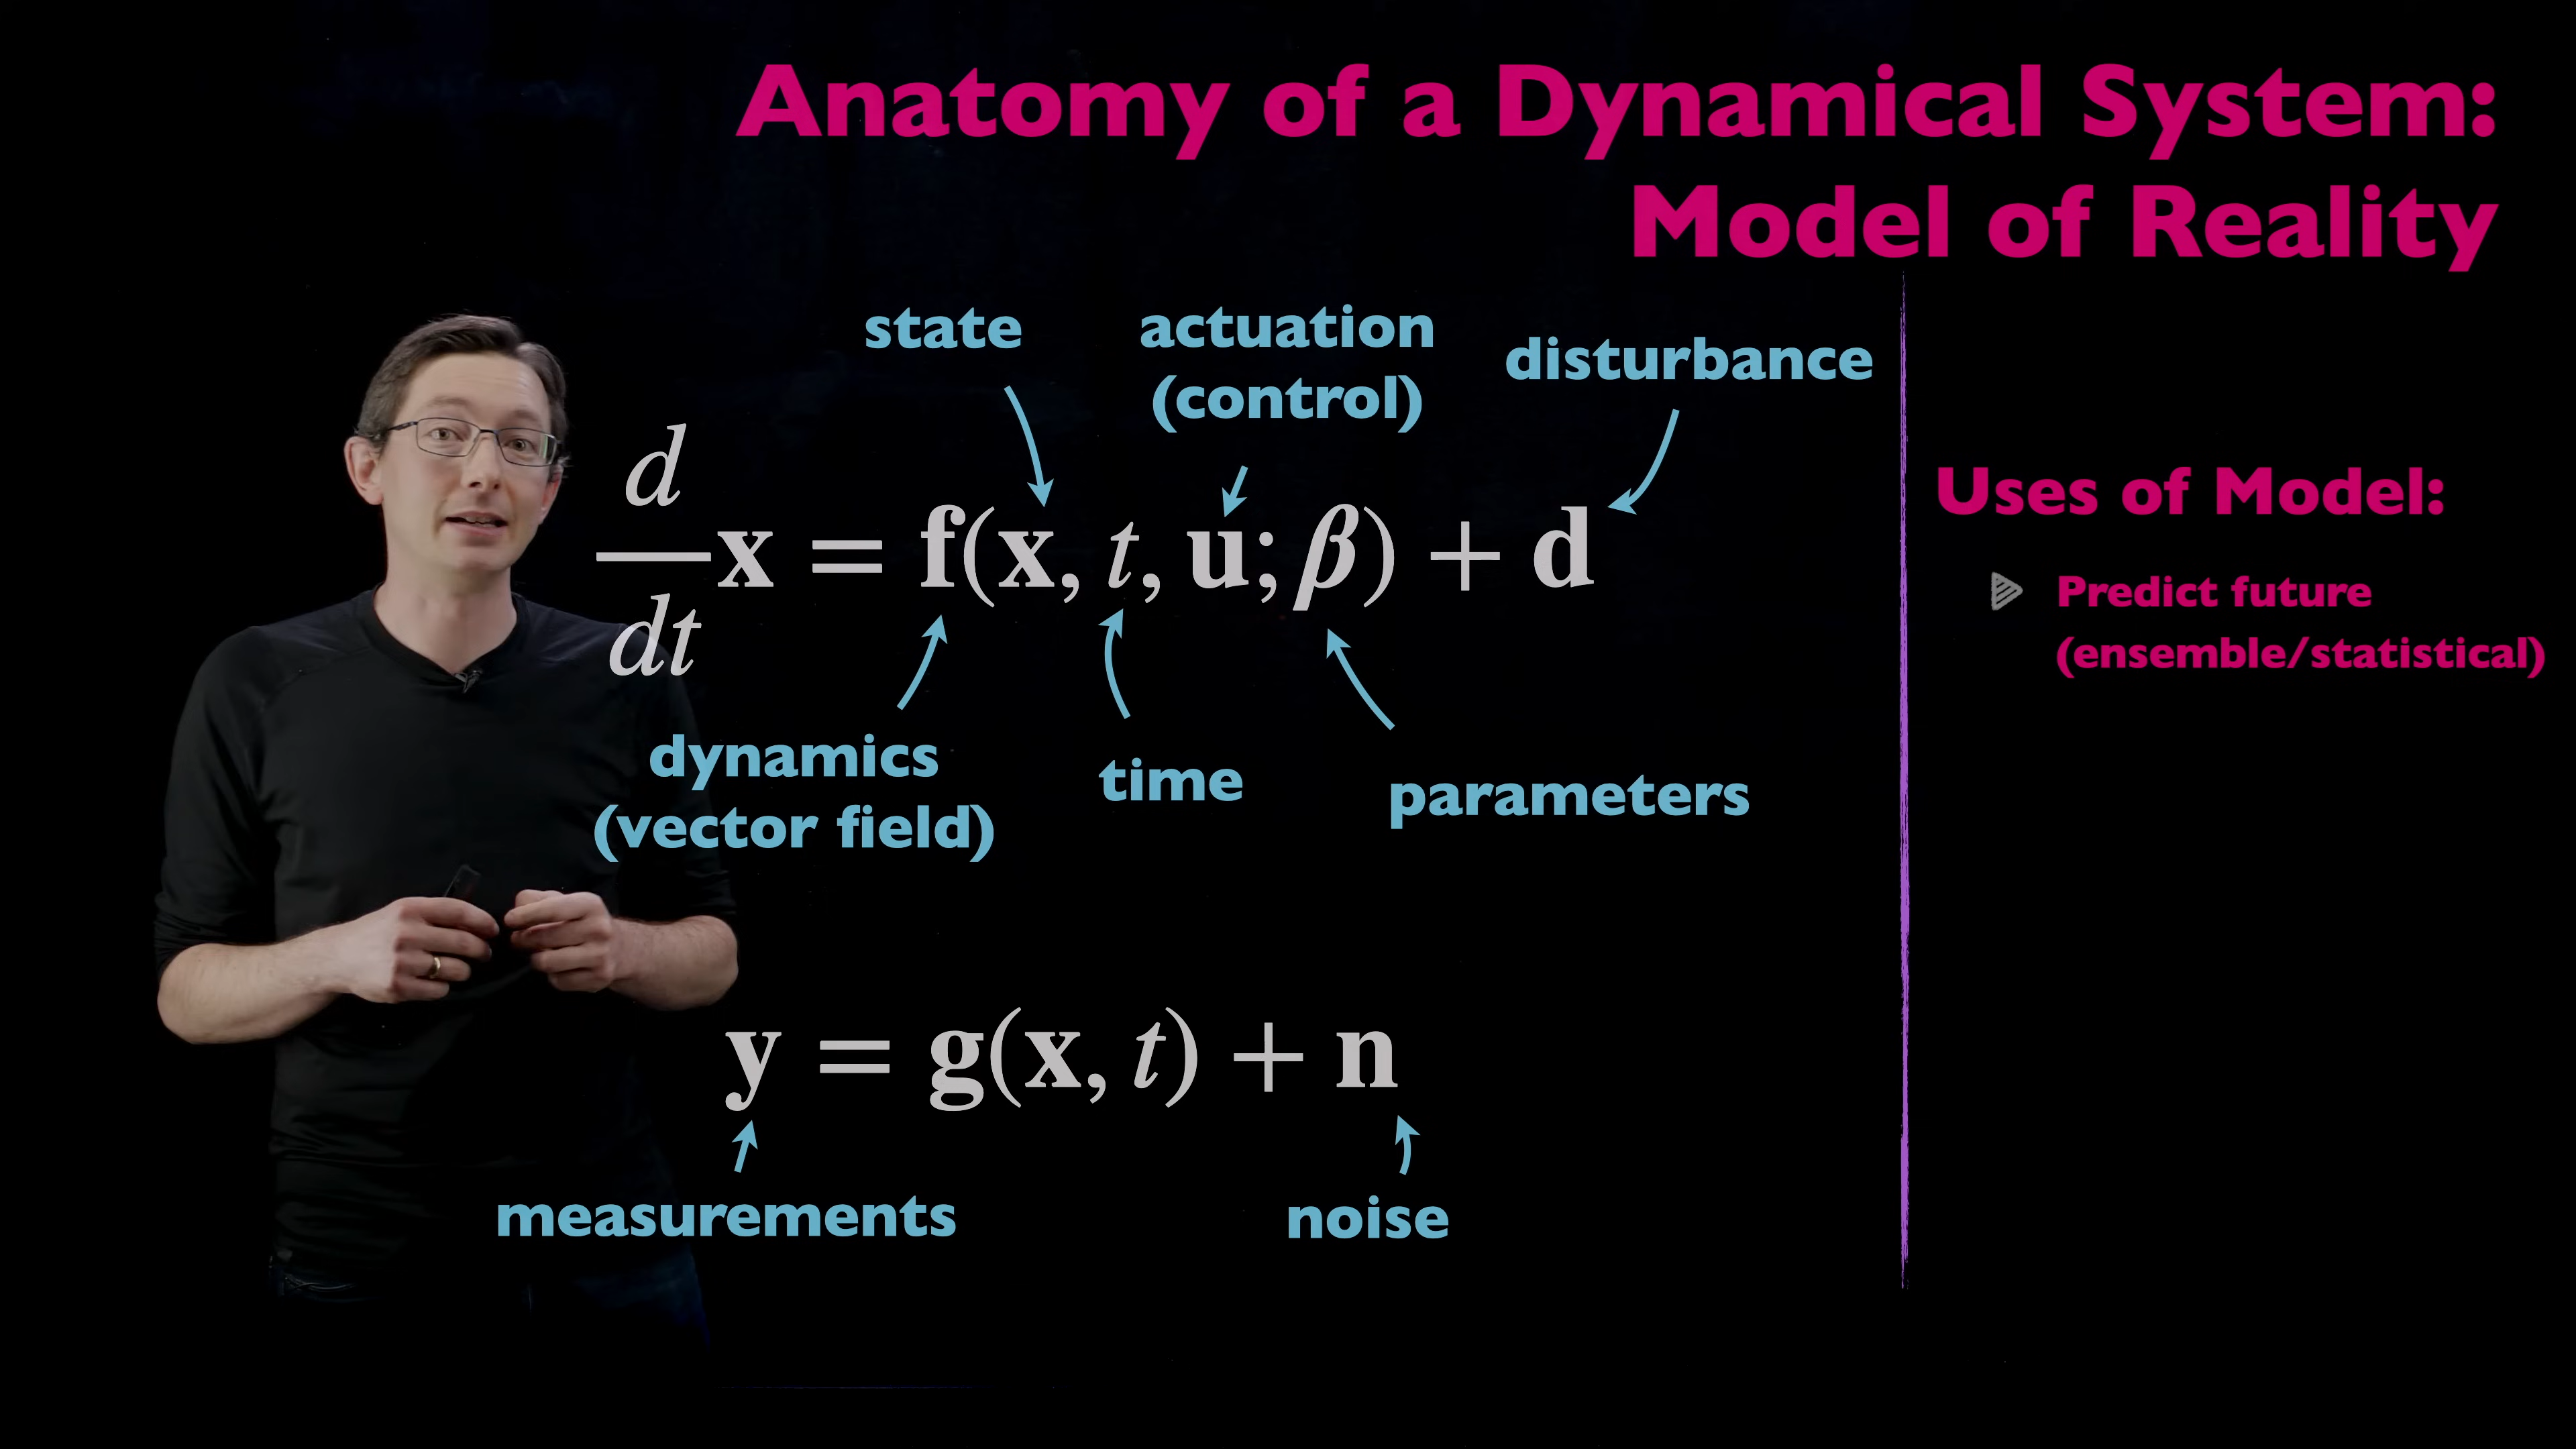 Anatomy of a Dynamical System:
Model of Reality
state
actuation
(control)
disturbance
d/dt x = f(x, t, u; β) + d
dynamics
(vector field)
time
parameters
y = g(x, t) + n
measurements
noise
Uses of Model:
Predict future
(ensemble/statistical)